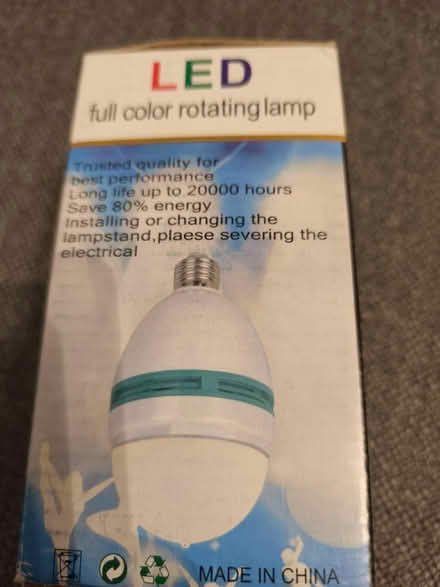 LED
full color rotating lamp
Trusted quality for
best performance
Long life up to 20000 hours
Save 80% energy
Installing or changing the
lampstand,plaese severing the
electrical
MADE IN CHINA